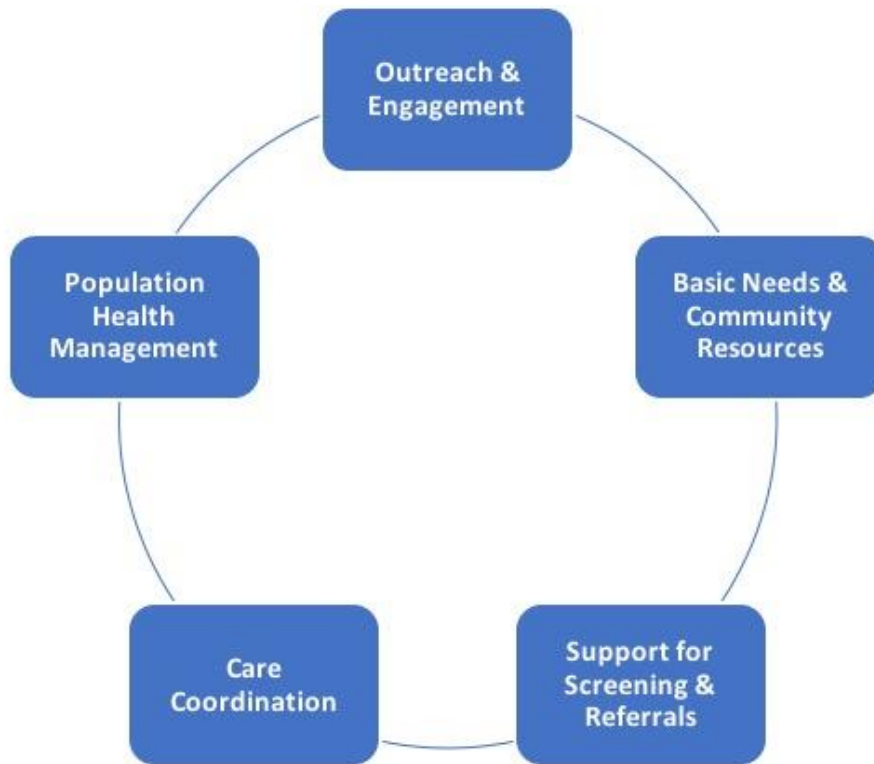 Outreach &
Engagement
Basic Needs &
Community
Resources
Support for
Screening &
Referrals
Care
Coordination
Population
Health
Management